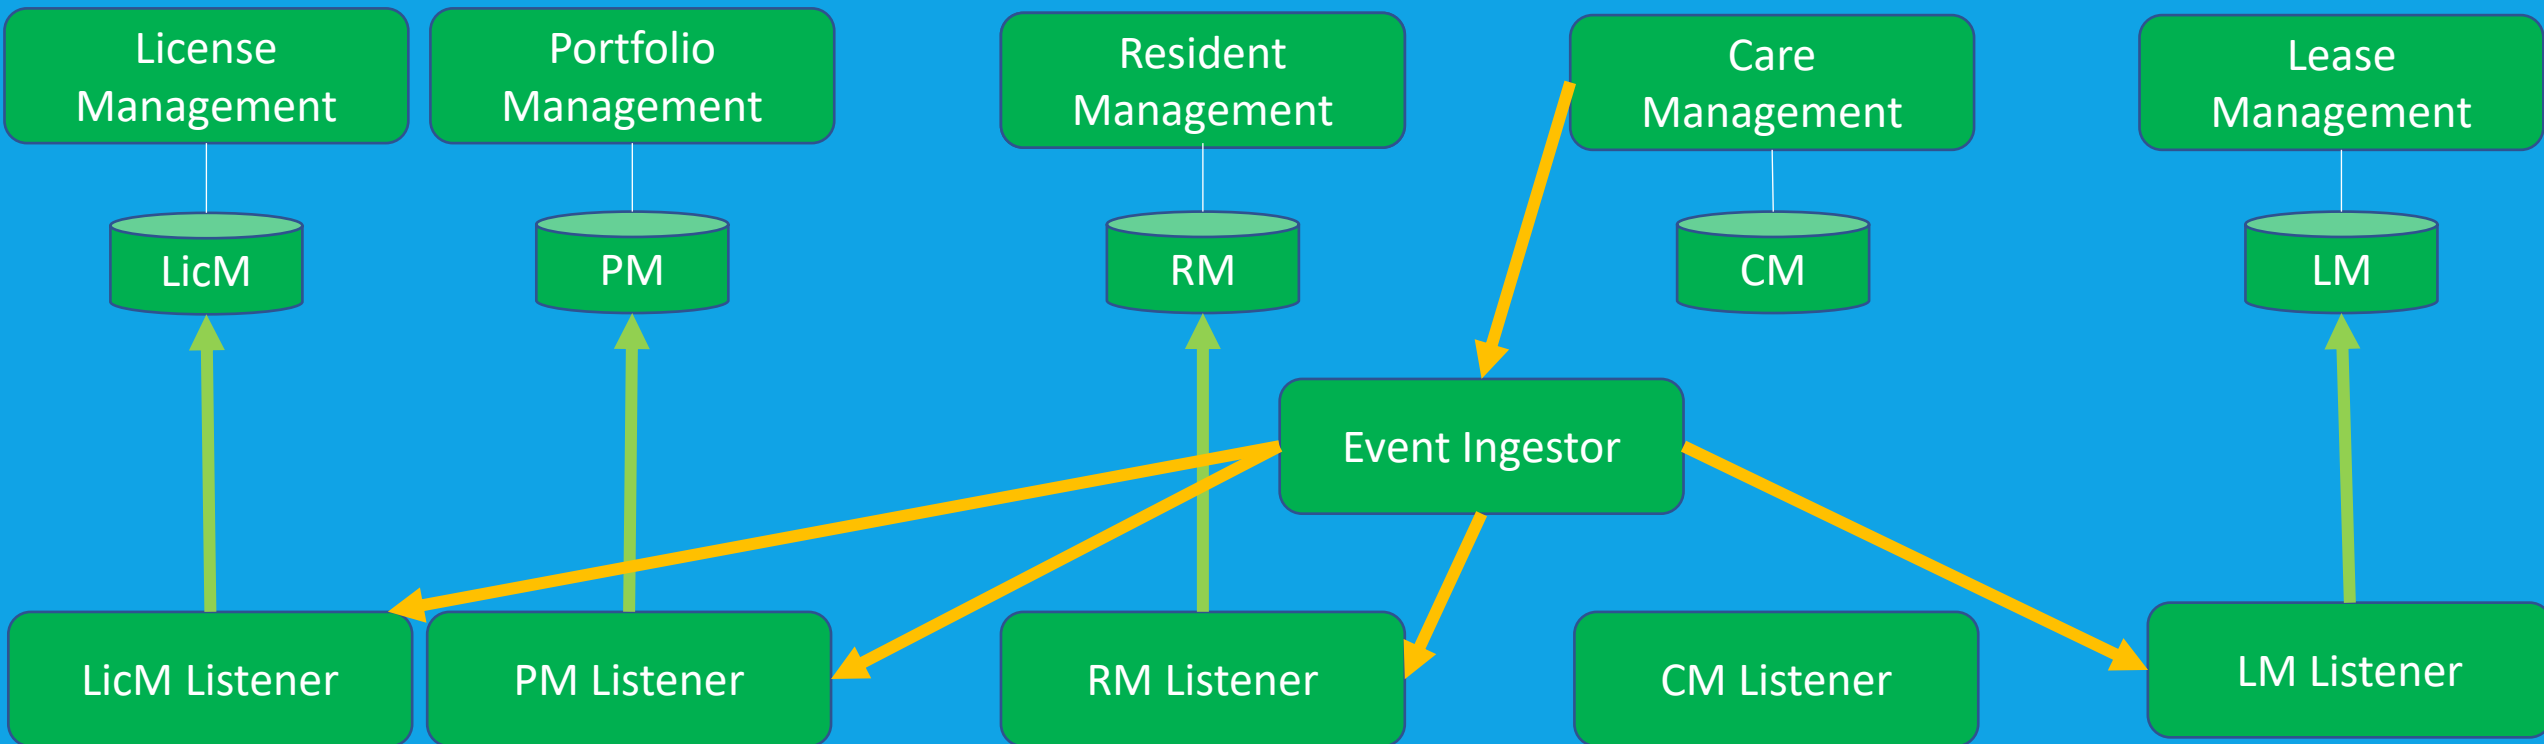 License
Management
Portfolio
Management
Resident
Management
Care
Management
Lease
Management
LicM
PM
RM
CM
LM
Event Ingestor
LicM Listener
PM Listener
RM Listener
CM Listener
LM Listener